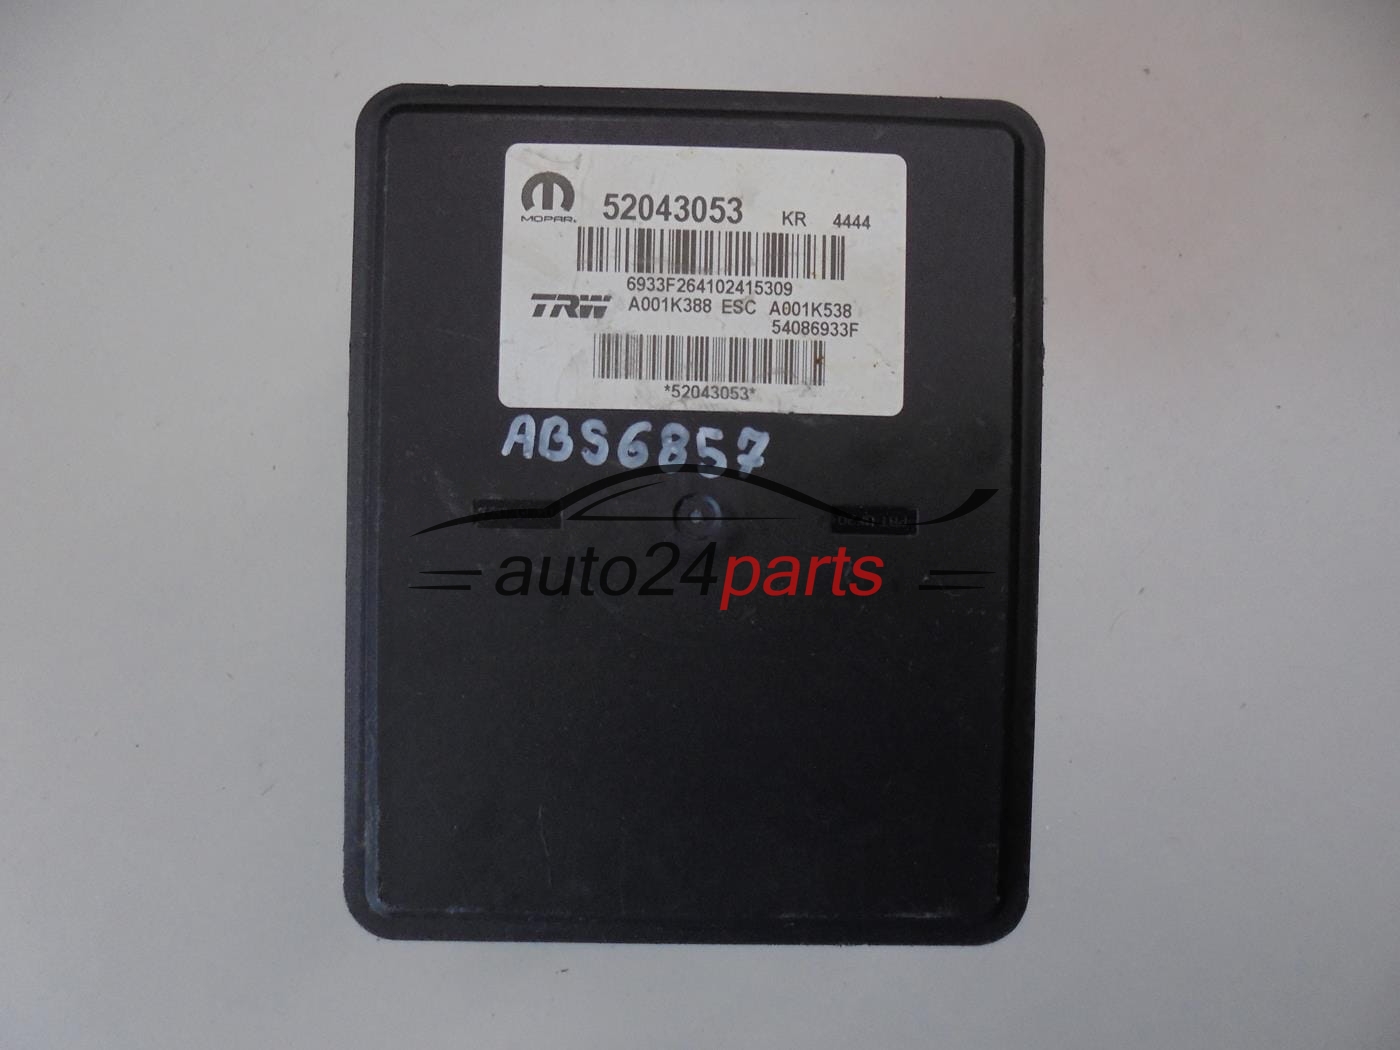 MOPAR.
52043053 KR 4444
6933F264102415309
TRW A001K388 ESC A001K538
54086933F
*52043053*
ABS6857
auto24parts